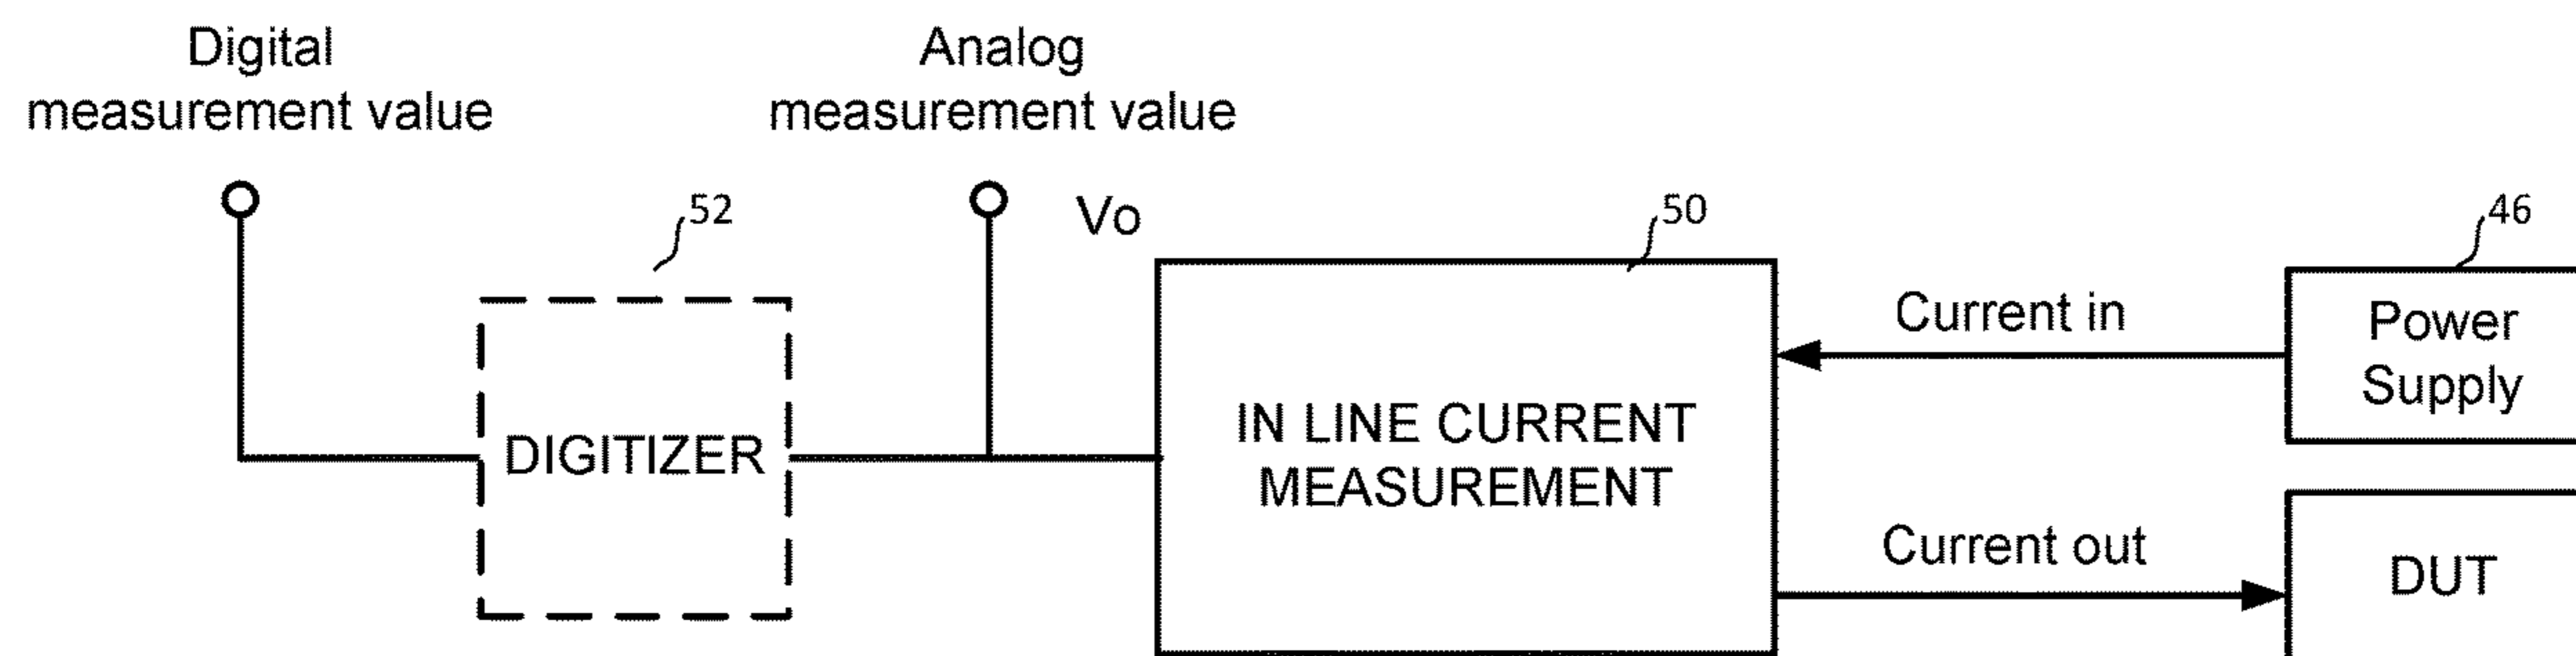 Digital
measurement value
Analog
measurement value
Vo
52
50
46
DIGITIZER
IN LINE CURRENT
MEASUREMENT
Current in
Power
Supply
Current out
DUT